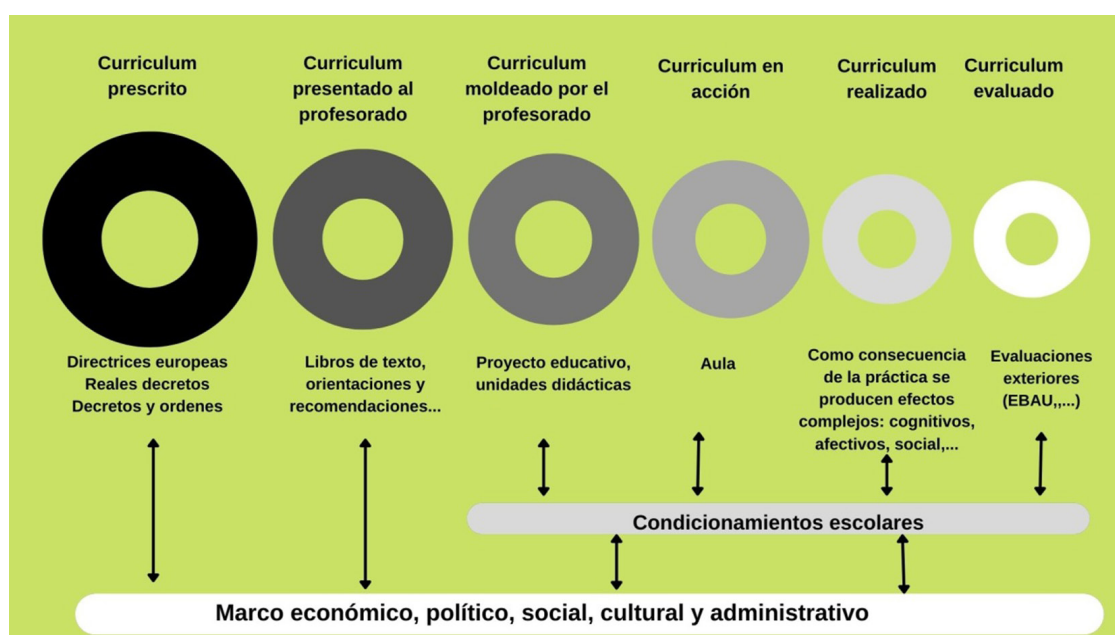 Curriculum
prescrito
Curriculum
presentado al
profesorado
Curriculum
moldeado por el
profesorado
Curriculum en
acción
Curriculum
realizado
Curriculum
evaluado
Directrices europeas
Reales decretos
Decretos y ordenes
Libros de texto,
orientaciones y
recomendaciones...
Proyecto educativo,
unidades didácticas
Aula
Como consecuencia
de la práctica se
producen efectos
complejos: cognitivos,
afectivos, social,...
Evaluaciones
exteriores
(EBAU,,...)
Condicionamientos escolares
Marco económico, político, social, cultural y administrativo